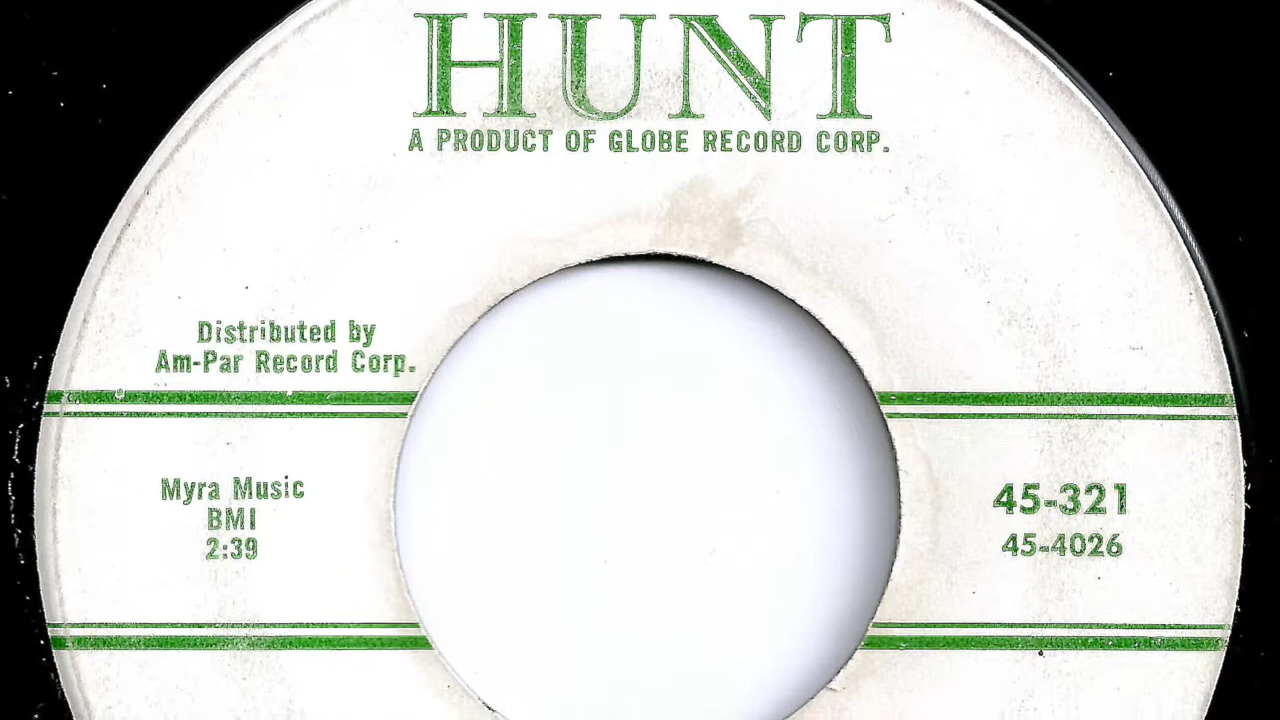 HUNT
A PRODUCT OF GLOBE RECORD CORP.
Distributed by
Am-Par Record Corp.
Myra Music
BMI
2:39
45-321
45-4026